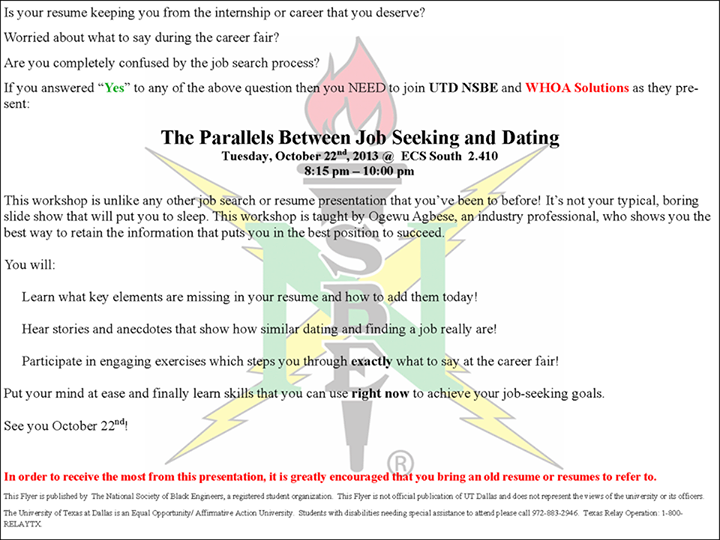 Is your resume keeping you from the internship or career that you deserve?
Worried about what to say during the career fair?
Are you completely confused by the job search process?
If you answered “Yes” to any of the above question then you NEED to join UTD NSBE and WHOA Solutions as they pre-
sent:
The Parallels Between Job Seeking and Dating
Tuesday, October 22nd, 2013 @ ECS South 2.410
8:15 pm – 10:00 pm
This workshop is unlike any other job search or resume presentation that you’ve been to before! It’s not your typical, boring
slide show that will put you to sleep. This workshop is taught by Ogewu Agbese, an industry professional, who shows you the
best way to retain the information that puts you in the best position to succeed.
You will:
Learn what key elements are missing in your resume and how to add them today!
Hear stories and anecdotes that show how similar dating and finding a job really are!
Participate in engaging exercises which steps you through exactly what to say at the career fair!
Put your mind at ease and finally learn skills that you can use right now to achieve your job-seeking goals.
See you October 22nd!
NSBE
®
In order to receive the most from this presentation, it is greatly encouraged that you bring an old resume or resumes to refer to.
This Flyer is published by The National Society of Black Engineers, a registered student organization. This Flyer is not official publication of UT Dallas and does not represent the views of the university or its officers.
The University of Texas at Dallas is an Equal Opportunity/ Affirmative Action University. Students with disabilities needing special assistance to attend please call 972-883-2946. Texas Relay Operation: 1-800-
RELAYTX.